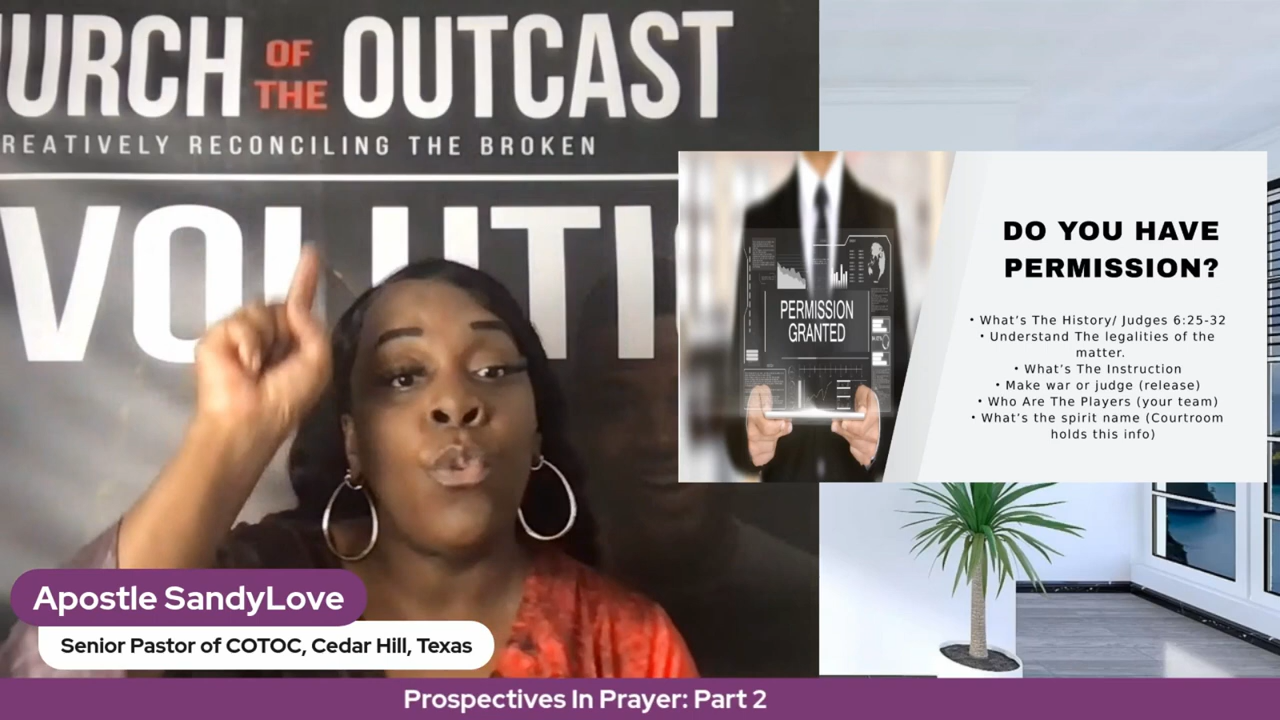 URCH OF THE OUTCAST
REATIVELY RECONCILING THE BROKEN
VOLUTI
DO YOU HAVE
PERMISSION?
PERMISSION
GRANTED
• What's The History/ Judges 6:25-32
• Understand The legalities of the
matter.
• What's The Instruction
• Make war or judge (release)
• Who Are The Players (your team)
• What's the spirit name (Courtroom
holds this info)
Apostle SandyLove
Senior Pastor of COTOC, Cedar Hill, Texas
Prospectives In Prayer: Part 2